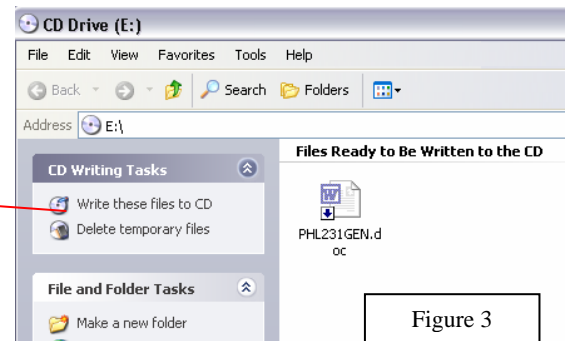 CD Drive (E:)
File Edit View Favorites Tools Help
Back Search Folders
Address E:\
Files Ready to Be Written to the CD
CD Writing Tasks
Write these files to CD
Delete temporary files
PHL231GEN.d
oc
File and Folder Tasks
Make a new folder
Figure 3